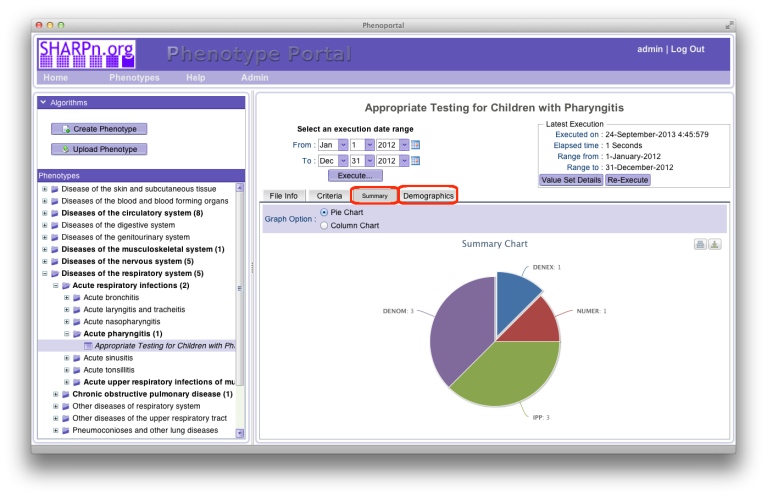 Phenoportal
SHARPn.org
Phenotype Portal
admin | Log Out
Home Phenotypes Help Admin
Algorithms
Create Phenotype
Upload Phenotype
Phenotypes
Disease of the skin and subcutaneous tissue
Diseases of the blood and blood forming organs
Diseases of the circulatory system (8)
Diseases of the digestive system
Diseases of the genitourinary system
Diseases of the musculoskeletal system (1)
Diseases of the nervous system (5)
Diseases of the respiratory system (5)
Acute respiratory infections (2)
Acute bronchitis
Acute laryngitis and tracheitis
Acute nasopharyngitis
Acute pharyngitis (1)
Appropriate Testing for Children with Ph
Acute sinusitis
Acute tonsillitis
Acute upper respiratory infections of mu
Chronic obstructive pulmonary disease (1)
Other diseases of respiratory system
Other diseases of the upper respiratory tract
Pneumoconioses and other lung diseases
Appropriate Testing for Children with Pharyngitis
Select an execution date range
From : Jan 1 2012
To : Dec 31 2012
Execute...
Latest Execution
Executed on : 24-September-2013 4:45:579
Elapsed time : 1 Seconds
Range from : 1-January-2012
Range to : 31-December-2012
Value Set Details Re-Execute
File Info Criteria Summary Demographics
Graph Option : Pie Chart
Column Chart
Summary Chart
DENEX: 1
DENOM: 3
NUMER: 1
IPP: 3